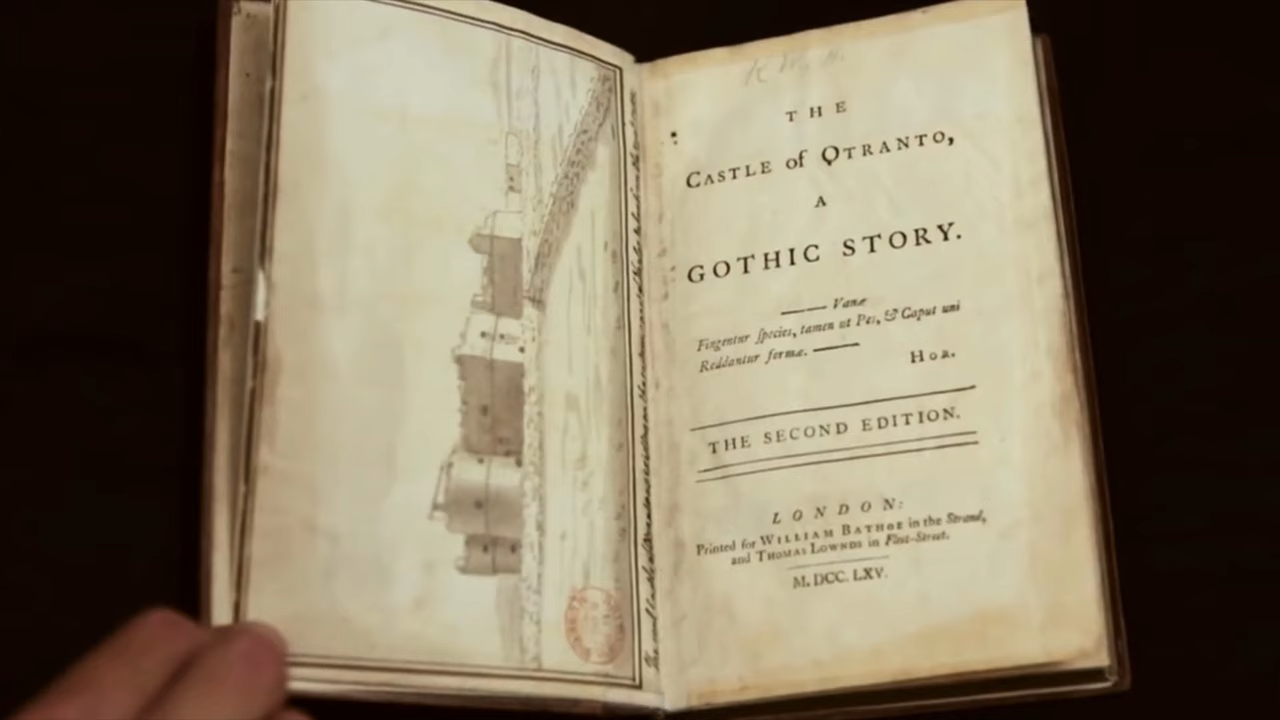 THE
CASTLE of OTRANTO,
A
GOTHIC STORY.
—— Vanæ
Fingentur ſpecies, tamen ut Pes, & Caput uni
Reddantur formæ. ——
HOR.
THE SECOND EDITION.
LONDON:
Printed for WILLIAM BATHOE in the Strand,
and THOMAS LOWNDS in Fleet-Street.
M.DCC.LXV.